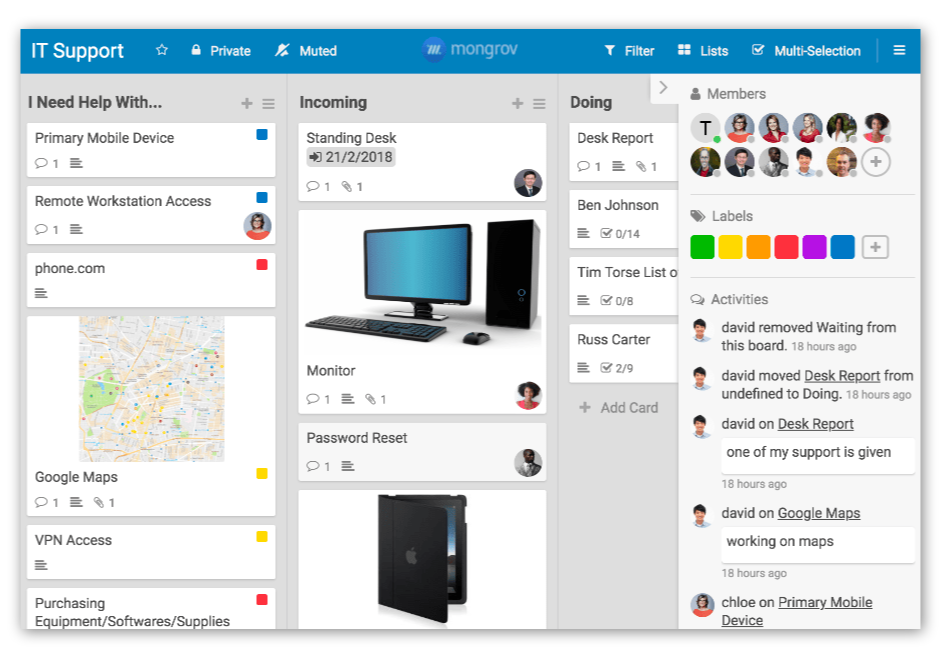 IT Support
Private
Muted
mongrov
Filter
Lists
Multi-Selection
I Need Help With...
Primary Mobile Device
1
Remote Workstation Access
1
phone.com
Google Maps
1
1
VPN Access
Purchasing
Equipment/Softwares/Supplies
Incoming
Standing Desk
21/2/2018
1
1
Monitor
1
1
Password Reset
1
Doing
Desk Report
1
1
Ben Johnson
0/14
Tim Torse List o
0/8
Russ Carter
2/9
Add Card
Members
T
Labels
Activities
david removed Waiting from
this board. 18 hours ago
david moved Desk Report from
undefined to Doing. 18 hours ago
david on Desk Report
one of my support is given
18 hours ago
david on Google Maps
working on maps
18 hours ago
chloe on Primary Mobile
Device